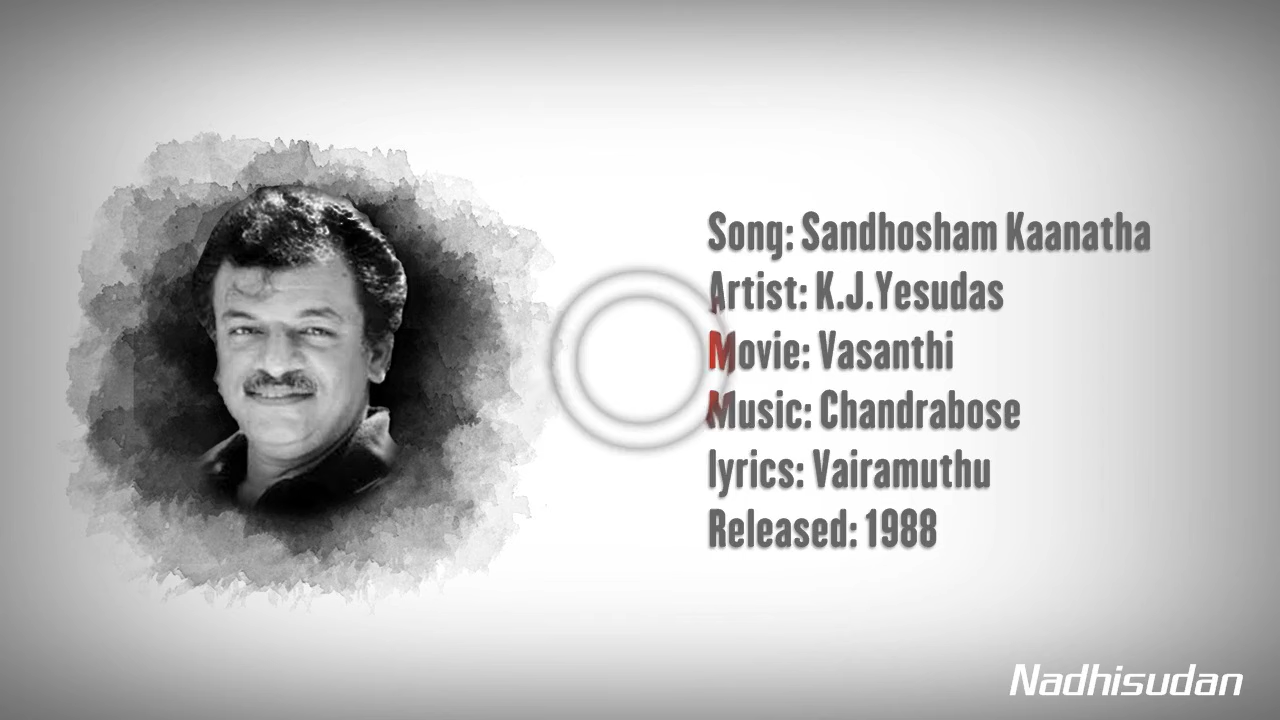 Song: Sandhosham Kaanatha
Artist: K.J.Yesudas
Movie: Vasanthi
Music: Chandrabose
lyrics: Vairamuthu
Released: 1988
Nadhisudan